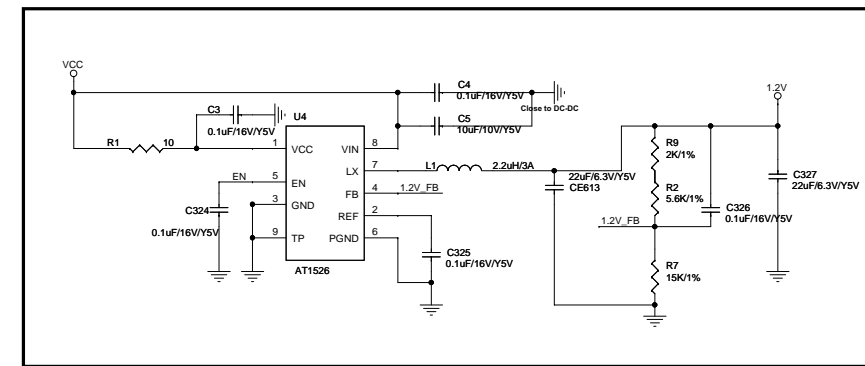 VCC
1.2V
C4
0.1uF/16V/Y5V
Close to DC-DC
C3
0.1uF/16V/Y5V
U4
C5
10uF/10V/Y5V
R1
10
1
VCC
VIN
8
LX
7
L1
2.2uH/3A
R9
2K/1%
EN
5
EN
FB
4
1.2V_FB
22uF/6.3V/Y5V
CE613
R2
5.6K/1%
C327
22uF/6.3V/Y5V
C324
0.1uF/16V/Y5V
3
GND
REF
2
C326
0.1uF/16V/Y5V
1.2V_FB
9
TP
PGND
6
C325
0.1uF/16V/Y5V
R7
15K/1%
AT1526